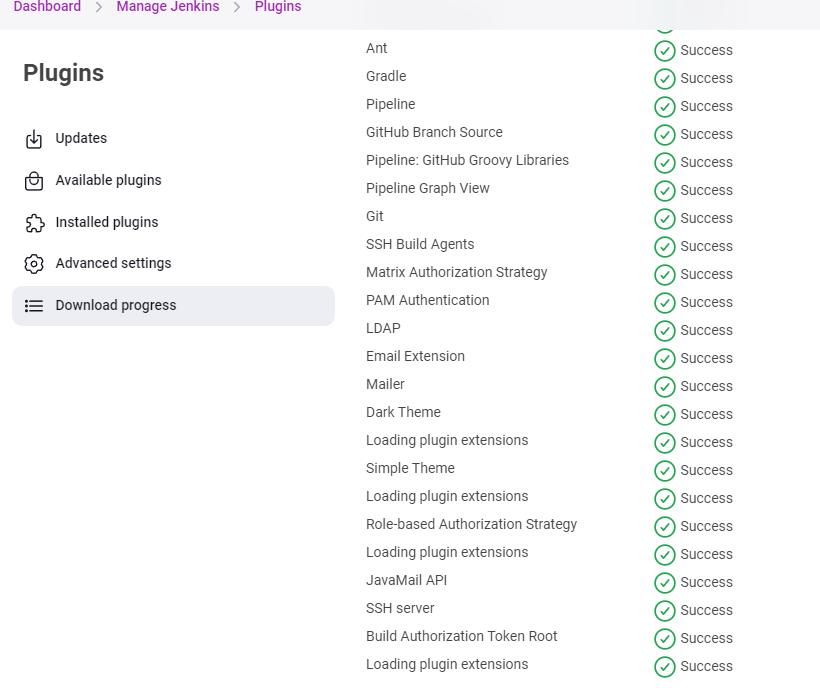 Dashboard > Manage Jenkins > Plugins
Plugins
Updates
Available plugins
Installed plugins
Advanced settings
Download progress
Ant Success
Gradle Success
Pipeline Success
GitHub Branch Source Success
Pipeline: GitHub Groovy Libraries Success
Pipeline Graph View Success
Git Success
SSH Build Agents Success
Matrix Authorization Strategy Success
PAM Authentication Success
LDAP Success
Email Extension Success
Mailer Success
Dark Theme Success
Loading plugin extensions Success
Simple Theme Success
Loading plugin extensions Success
Role-based Authorization Strategy Success
Loading plugin extensions Success
JavaMail API Success
SSH server Success
Build Authorization Token Root Success
Loading plugin extensions Success